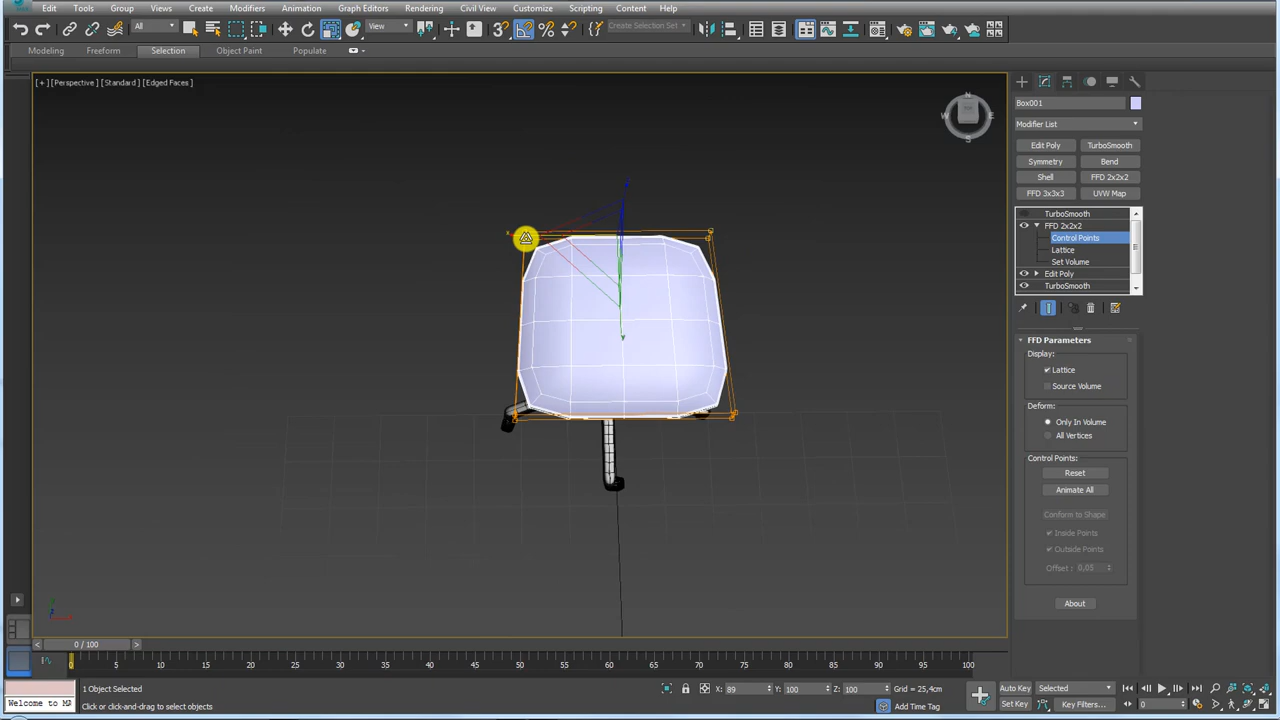 Edit Tools Group Views Create Modifiers Animation Graph Editors Rendering Civil View Customize Scripting Content Help
All View Create Selection Set
Modeling Freeform Selection Object Paint Populate
[+] [Perspective] [Standard] [Edged Faces]
N
W E
S
Box001
Modifier List
Edit Poly TurboSmooth
Symmetry Bend
Shell FFD 2x2x2
FFD 3x3x3 UVW Map
TurboSmooth
FFD 2x2x2
Control Points
Lattice
Set Volume
Edit Poly
TurboSmooth
FFD Parameters
Display:
Lattice
Source Volume
Deform:
Only In Volume
All Vertices
Control Points:
Reset
Animate All
Conform to Shape
Inside Points
Outside Points
Offset : 0,05
About
< 0 / 100 >
0 5 10 15 20 25 30 35 40 45 50 55 60 65 70 75 80 85 90 95 100
1 Object Selected X: 89 Y: 100 Z: 100 Grid = 25,4cm Auto Key Selected
Welcome to M Click or click-and-drag to select objects Add Time Tag Set Key Key Filters... 0